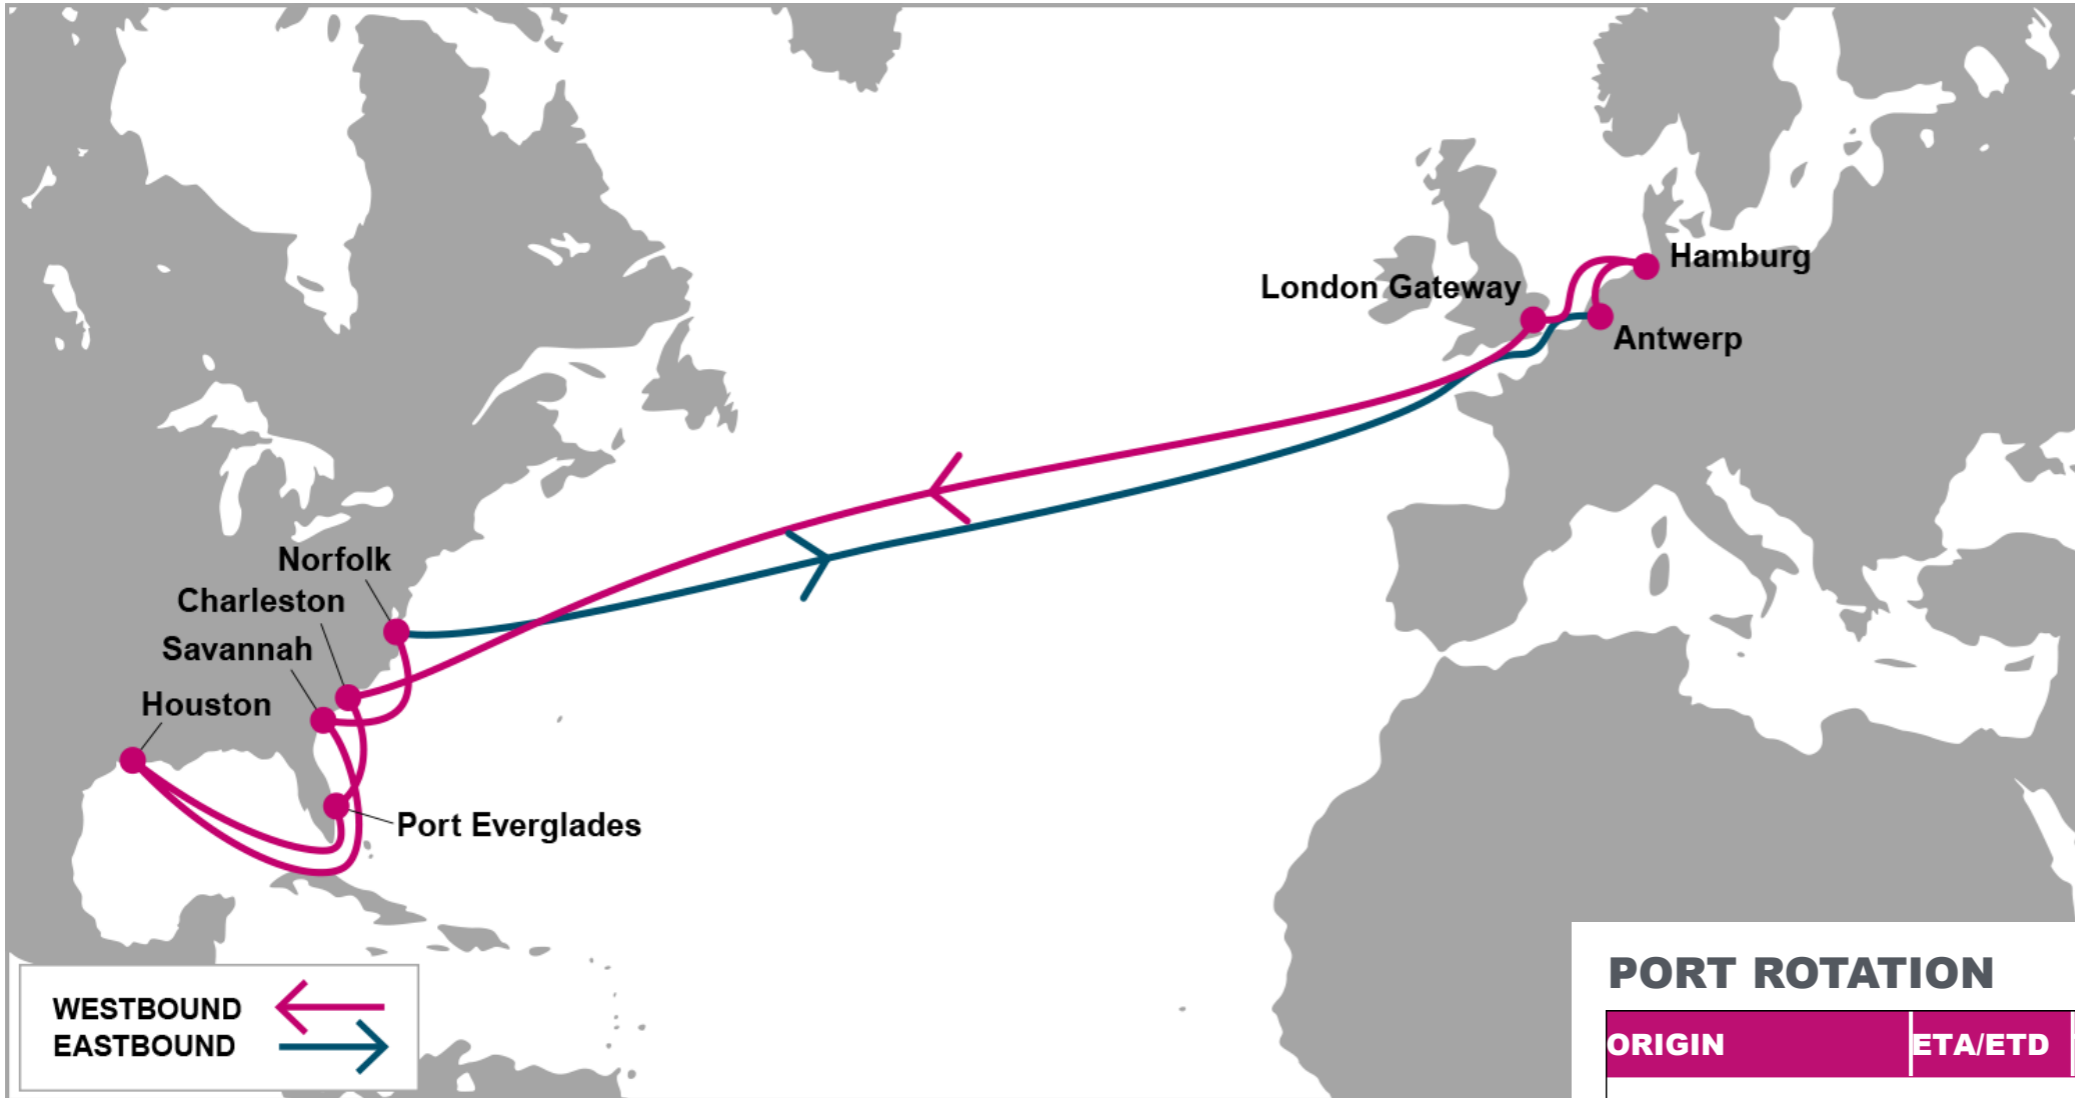 Hamburg
London Gateway
Antwerp
Norfolk
Charleston
Savannah
Houston
Port Everglades
WESTBOUND
EASTBOUND
PORT ROTATION
ORIGIN ETA/ETD